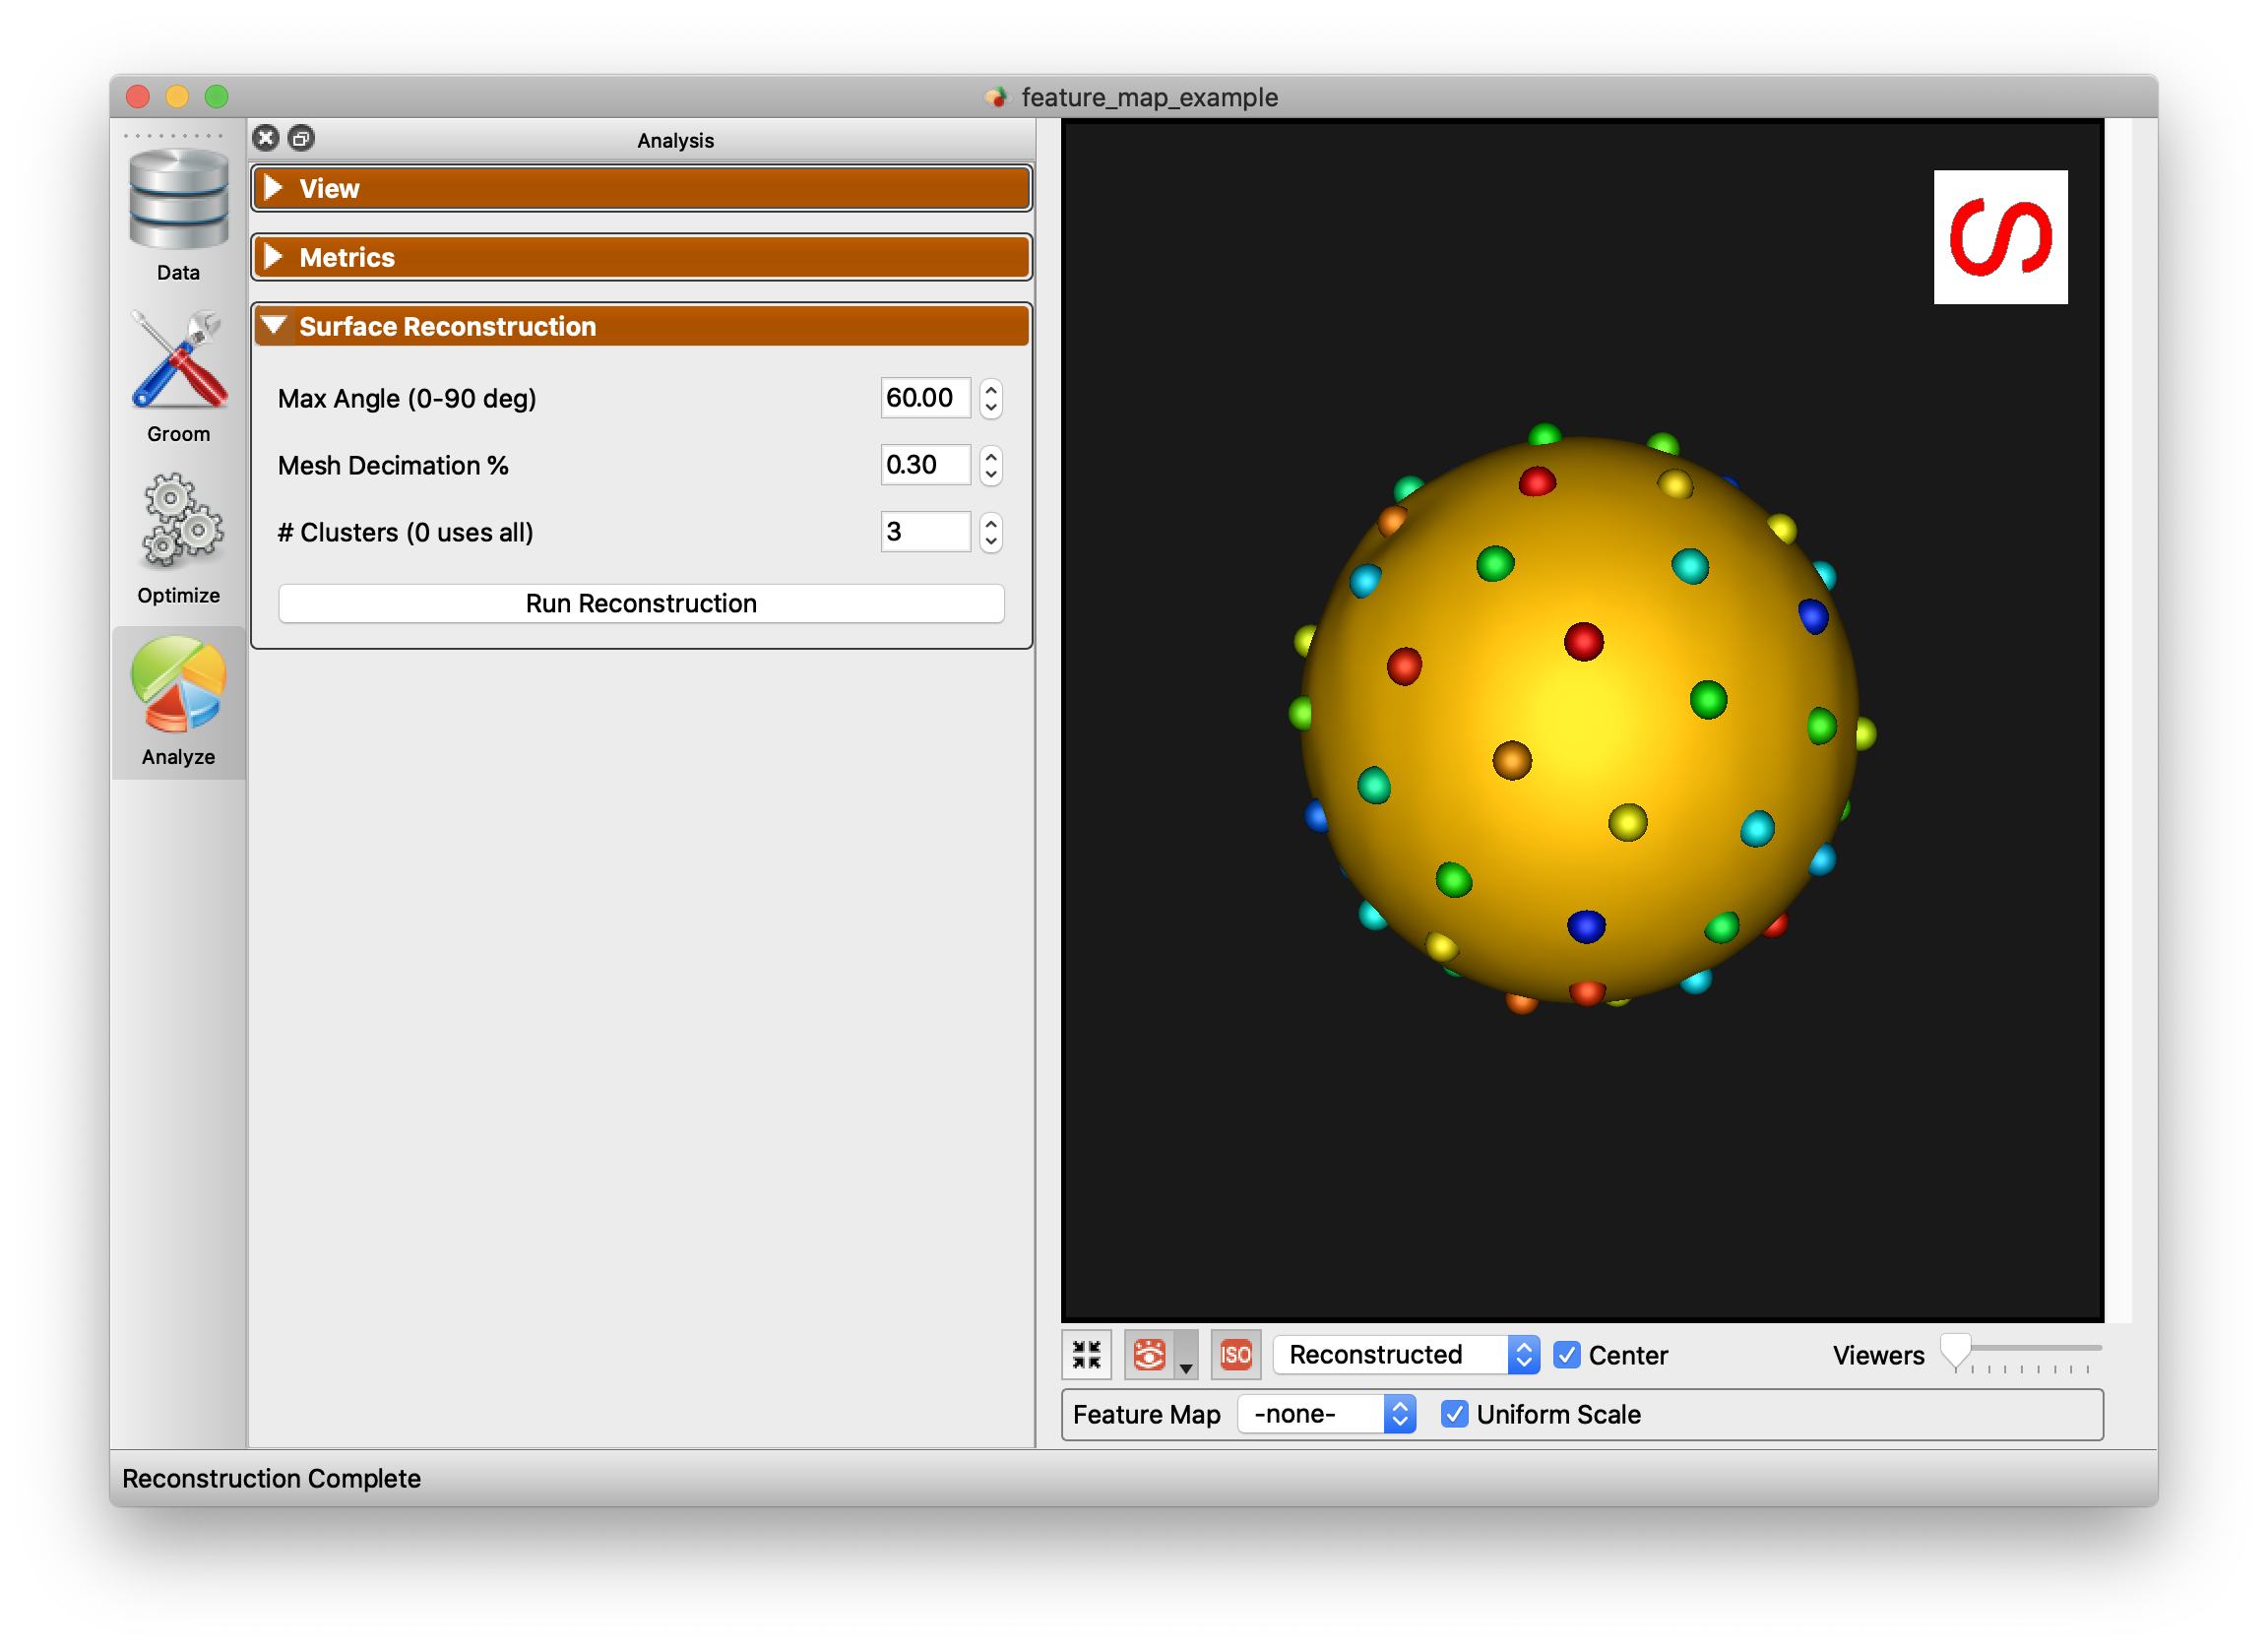 feature_map_example
Data
Groom
Optimize
Analyze
Analysis
View
Metrics
Surface Reconstruction
Max Angle (0-90 deg) 60.00
Mesh Decimation % 0.30
# Clusters (0 uses all) 3
Run Reconstruction
S
ISO Reconstructed Center Viewers
Feature Map -none- Uniform Scale
Reconstruction Complete